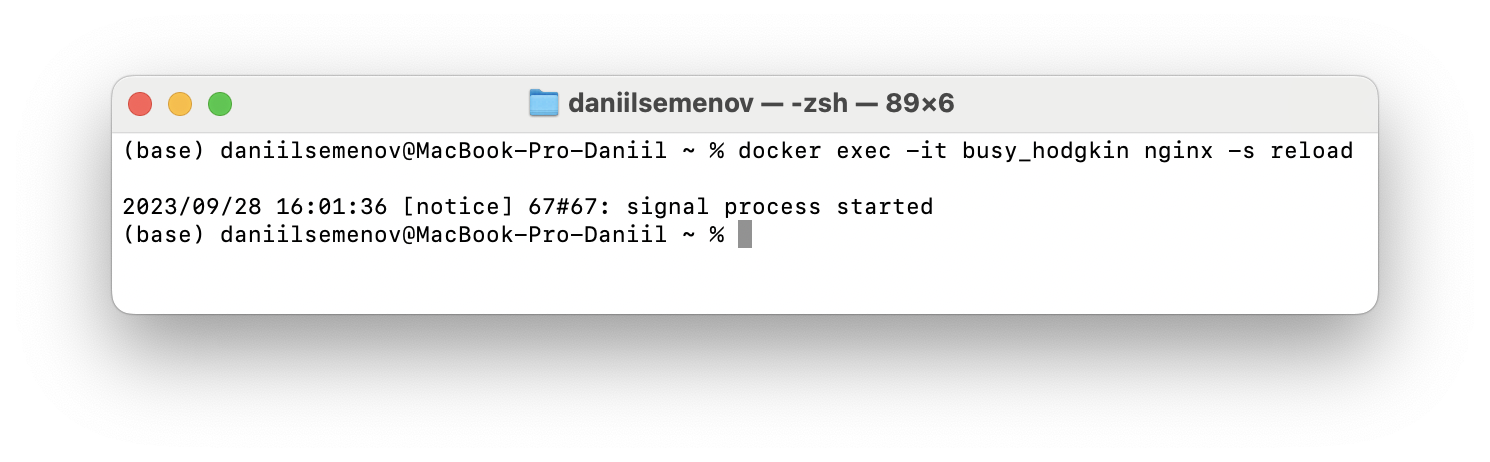 daniilsemenov — -zsh — 89×6
(base) daniilsemenov@MacBook-Pro-Daniil ~ % docker exec -it busy_hodgkin nginx -s reload
2023/09/28 16:01:36 [notice] 67#67: signal process started
(base) daniilsemenov@MacBook-Pro-Daniil ~ %